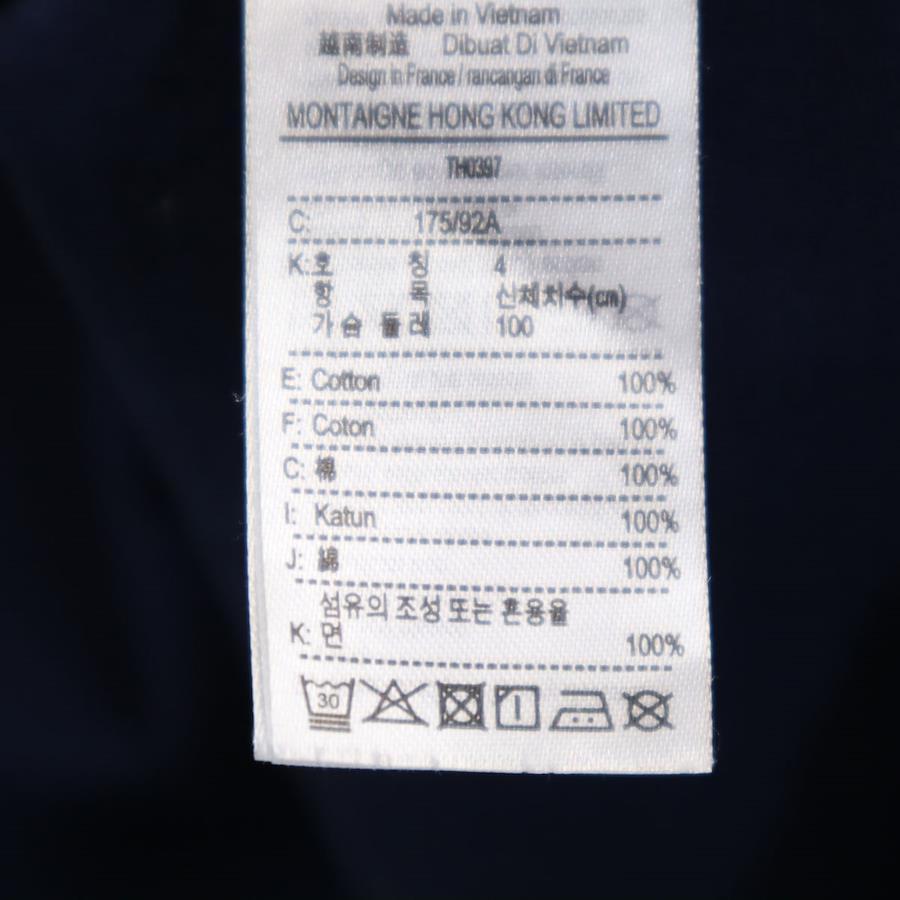 Made in Vietnam
越南制造 Dibuat Di Vietnam
Design in France / rancangan di France
MONTAIGNE HONG KONG LIMITED
TH0397
C: 175/92A
K:호 칭 4
항 목 신체치수(cm)
가슴 둘레 100
E: Cotton 100%
F: Coton 100%
C: 棉 100%
I: Katun 100%
J: 綿 100%
섬유의 조성 또는 혼용율
K: 면 100%
30